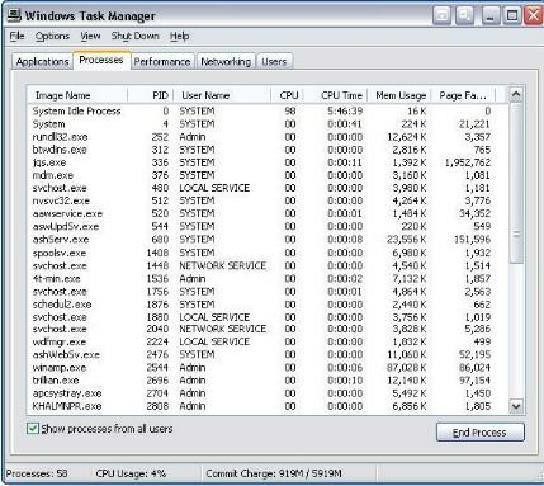 Windows Task Manager
File Options View Shut Down Help
Applications Processes Performance Networking Users
Image Name PID User Name CPU CPU Time Mem Usage Page Fa...
System Idle Process 0 SYSTEM 98 5:46:39 16 K 0
System 4 SYSTEM 00 0:00:41 224 K 21,221
rundll32.exe 252 Admin 00 0:00:00 12,624 K 3,357
btwdins.exe 312 SYSTEM 00 0:00:00 2,816 K 765
jqs.exe 336 SYSTEM 00 0:00:11 1,392 K 1,952,762
mdm.exe 376 SYSTEM 00 0:00:00 3,160 K 1,081
svchost.exe 480 LOCAL SERVICE 00 0:00:00 3,980 K 1,181
nvsvc32.exe 512 SYSTEM 00 0:00:00 4,264 K 3,776
aawservice.exe 520 SYSTEM 00 0:00:01 1,484 K 34,352
aswUpdSv.exe 544 SYSTEM 00 0:00:00 220 K 549
ashServ.exe 680 SYSTEM 00 0:00:08 23,556 K 151,596
spoolsv.exe 1408 SYSTEM 00 0:00:00 6,980 K 1,932
svchost.exe 1448 NETWORK SERVICE 00 0:00:00 4,540 K 1,514
4t-min.exe 1536 Admin 00 0:00:02 7,132 K 1,857
svchost.exe 1756 SYSTEM 00 0:00:01 4,864 K 2,563
schedul2.exe 1876 SYSTEM 00 0:00:00 2,440 K 662
svchost.exe 1880 LOCAL SERVICE 00 0:00:00 3,756 K 1,019
svchost.exe 2040 NETWORK SERVICE 00 0:00:00 3,828 K 5,286
wdfmgr.exe 2224 LOCAL SERVICE 00 0:00:00 1,832 K 499
ashWebSv.exe 2476 SYSTEM 00 0:00:00 11,060 K 52,195
winamp.exe 2544 Admin 00 0:00:06 87,028 K 86,024
trillian.exe 2696 Admin 00 0:00:10 12,140 K 97,154
apcsystray.exe 2704 Admin 00 0:00:00 5,492 K 1,450
KHALMNPR.exe 2808 Admin 00 0:00:00 6,856 K 1,805
Show processes from all users
End Process
Processes: 58 CPU Usage: 4% Commit Charge: 919M / 5919M